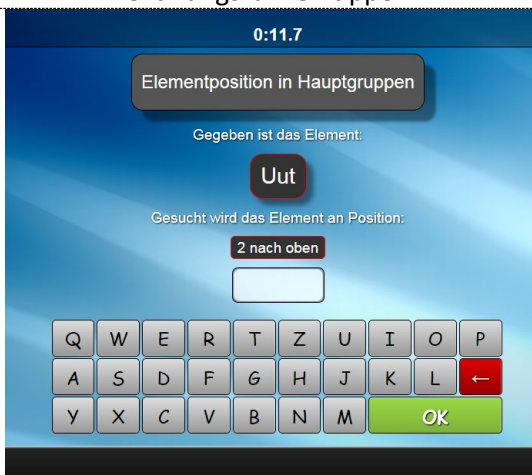 0:11.7
Elementposition in Hauptgruppen
Gegeben ist das Element:
Uut
Gesucht wird das Element an Position:
2 nach oben
Q W E R T Z U I O P
A S D F G H J K L ←
Y X C V B N M OK